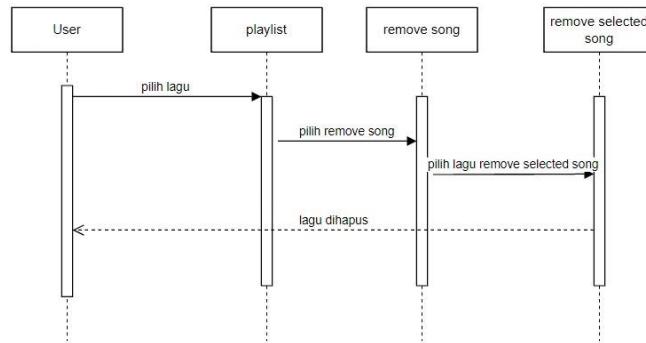 User
playlist
remove song
remove selected
song
pilih lagu
pilih remove song
pilih lagu remove selected song
lagu dihapus